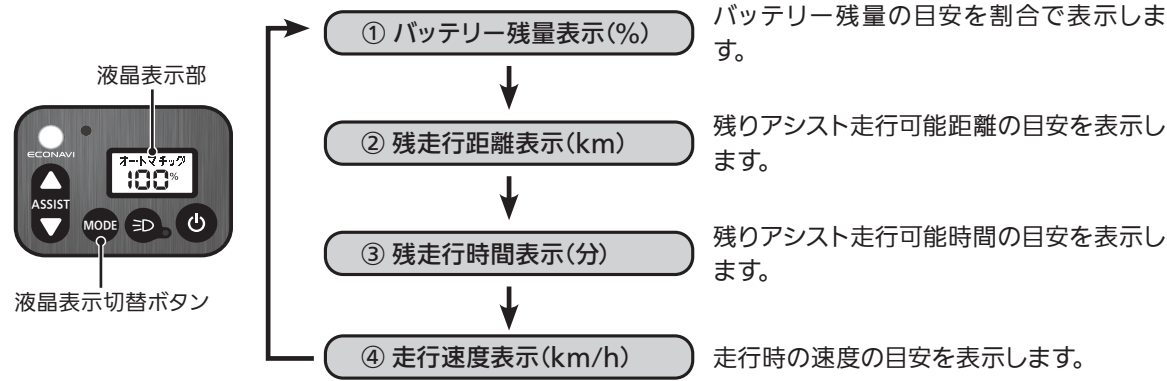 液晶表示部
ECONAVI
オートマチック
100%
ASSIST
MODE
液晶表示切替ボタン
① バッテリー残量表示(%)
バッテリー残量の目安を割合で表示しま
す。
② 残走行距離表示(km)
残りアシスト走行可能距離の目安を表示し
ます。
③ 残走行時間表示(分)
残りアシスト走行可能時間の目安を表示し
ます。
④ 走行速度表示(km/h)
走行時の速度の目安を表示します。